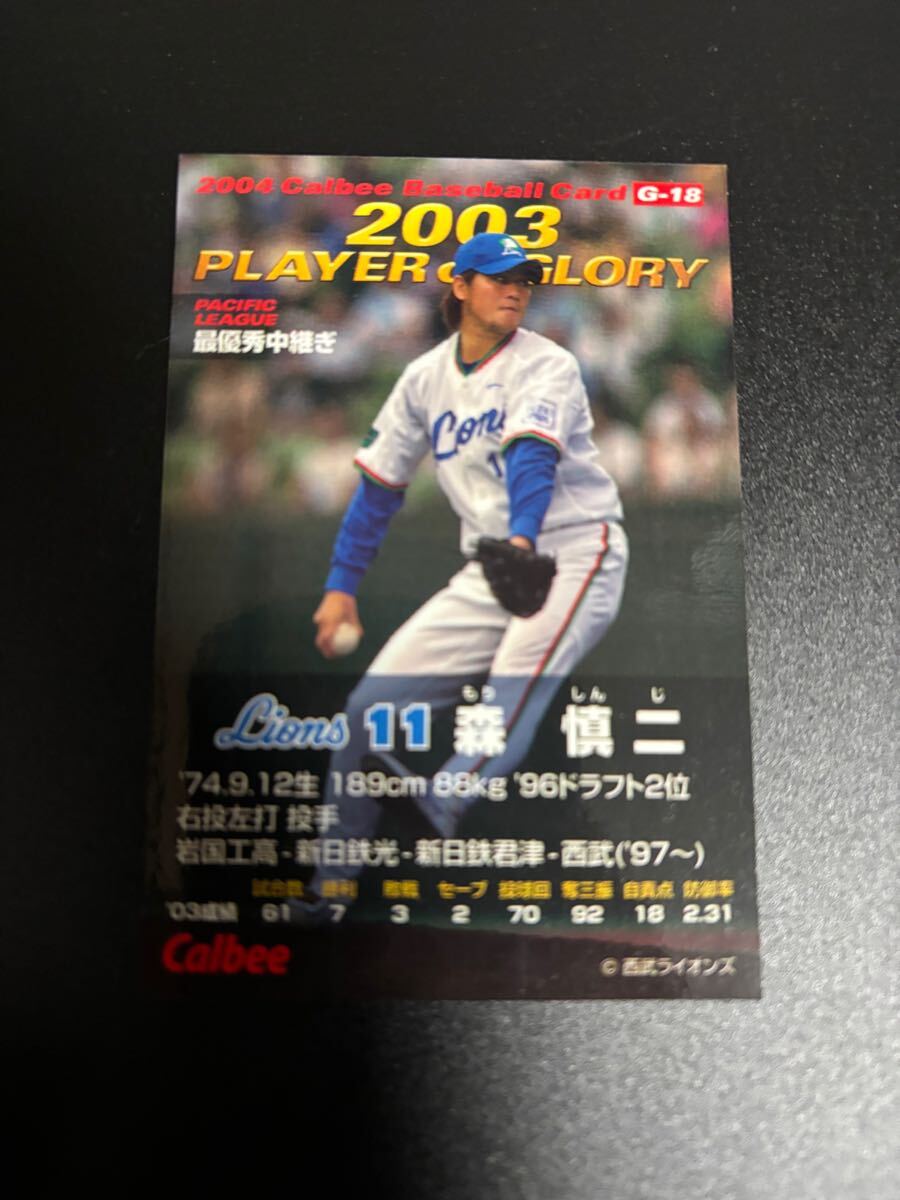 2004 Calbee Baseball Card G-18
2003
PLAYER of GLORY
PACIFIC
LEAGUE
最優秀中継ぎ
Lions
もり しん じ
Lions 11 森 慎二
'74.9.12生 189cm 88kg '96ドラフト2位
右投左打 投手
岩国工高-新日鉄光-新日鉄君津-西武('97〜)
試合数 勝利 敗戦 セーブ 投球回 奪三振 自責点 防御率
'03成績 61 7 3 2 70 92 18 2.31
Calbee
© 西武ライオンズ